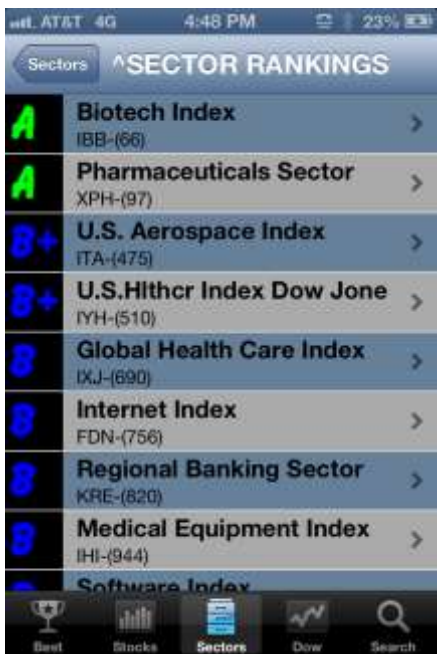 AT&T 4G 4:48 PM 23%
Sectors ^SECTOR RANKINGS
A Biotech Index
IBB-(66)
A Pharmaceuticals Sector
XPH-(97)
B+ U.S. Aerospace Index
ITA-(475)
B+ U.S.Hlthcr Index Dow Jone
IYH-(510)
B Global Health Care Index
IXJ-(690)
B Internet Index
FDN-(756)
B Regional Banking Sector
KRE-(820)
B Medical Equipment Index
IHI-(944)
B Software Index
Best Stocks Sectors Dow Search